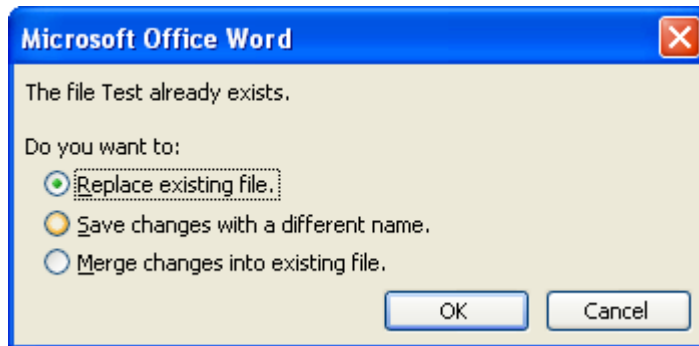 Microsoft Office Word
The file Test already exists.
Do you want to:
Replace existing file.
Save changes with a different name.
Merge changes into existing file.
OK
Cancel